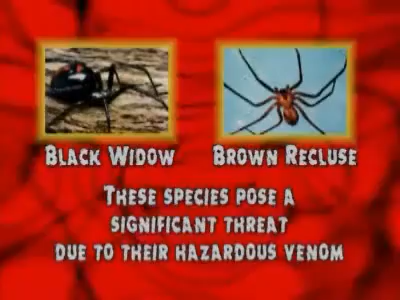 Black Widow
Brown Recluse
These species pose a
significant threat
due to their hazardous venom